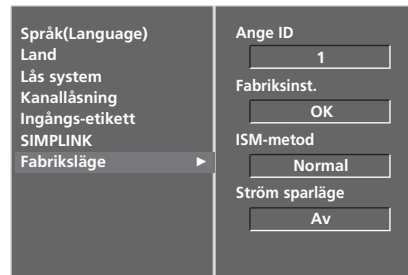 Språk(Language)
Land
Lås system
Kanallåsning
Ingångs-etikett
SIMPLINK
Fabriksläge ►
Ange ID
1
Fabriksinst.
OK
ISM-metod
Normal
Ström sparläge
Av